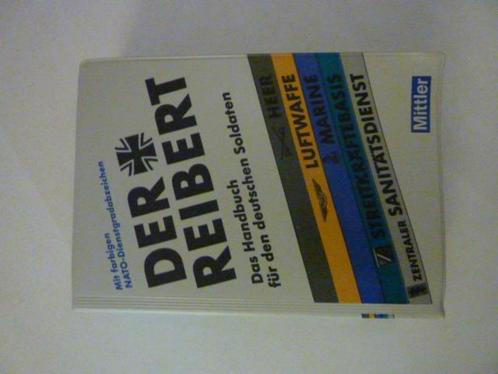 Mit farbigen
NATO-Dienstgradabzeichen
DER
REIBERT
Das Handbuch
für den deutschen Soldaten
HEER
LUFTWAFFE
MARINE
STREITKRÄFTEBASIS
ZENTRALER SANITÄTSDIENST
Mittler